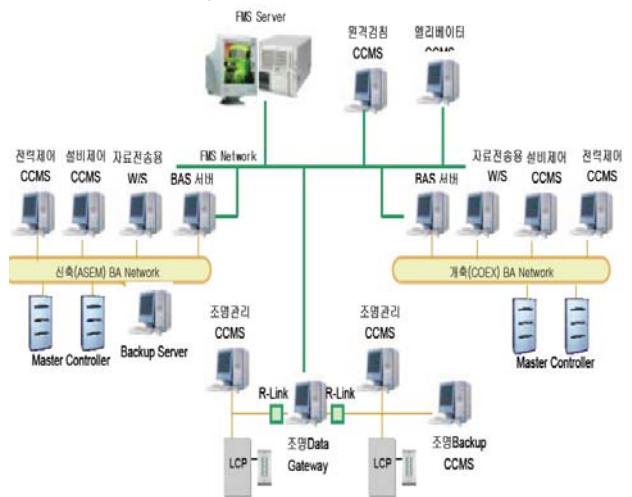 FMS Server
원격검침
CCMS
엘리베이터
CCMS
FMS Network
전력제어
CCMS
설비제어
CCMS
자료전송용
W/S
BAS 서버
BAS 서버
자료전송용
W/S
설비제어
CCMS
전력제어
CCMS
신축(ASEM) BA Network
개축(COEX) BA Network
Master Controller
Backup Server
조명관리
CCMS
조명관리
CCMS
Master Controller
R-Link
R-Link
조명Data
Gateway
조명Backup
CCMS
LCP
LCP